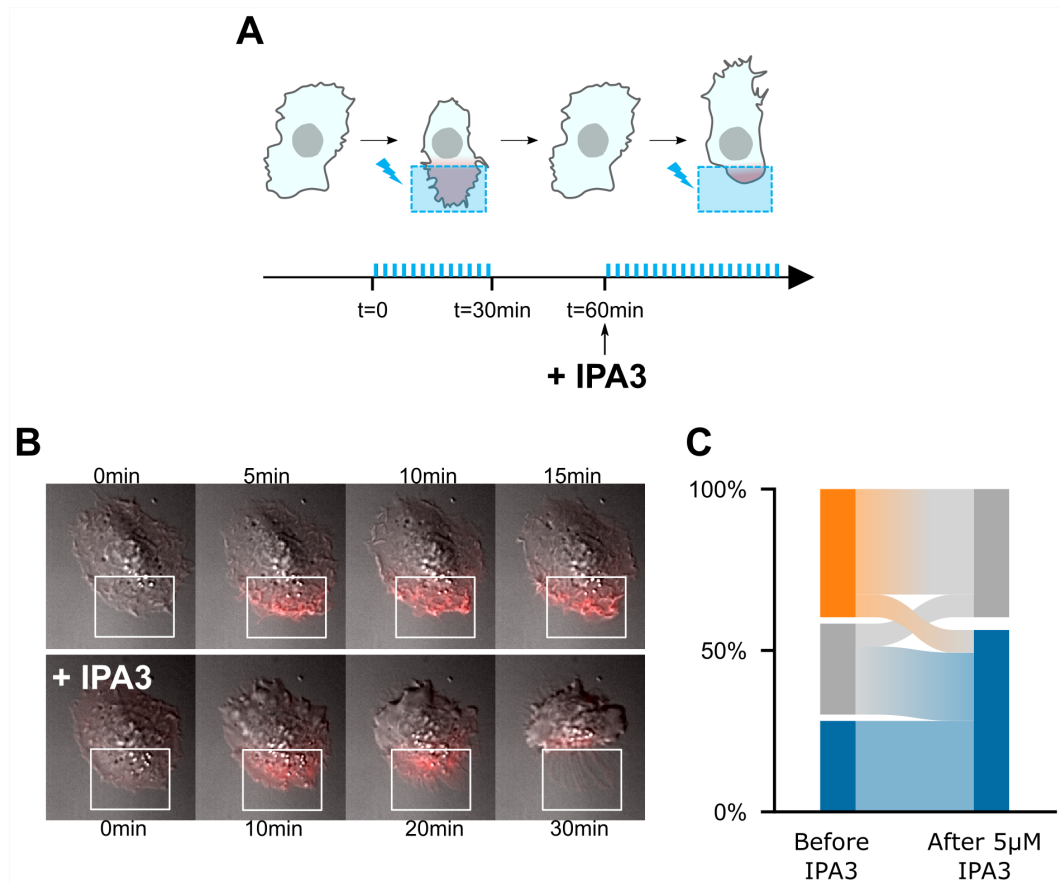 A
t=0
t=30min
t=60min
+ IPA3
B
0min
5min
10min
15min
+ IPA3
0min
10min
20min
30min
C
100%
50%
0%
Before
IPA3
After 5µM
IPA3